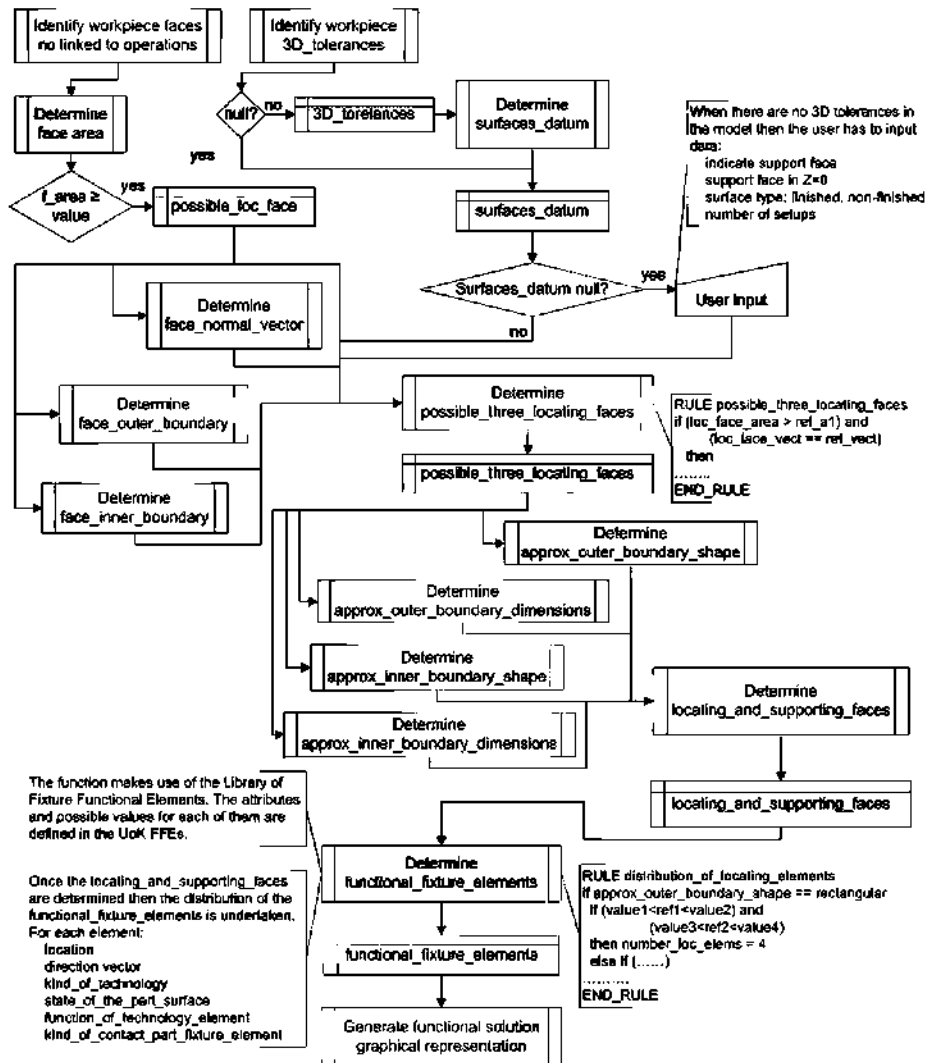 Identify workpiece faces
no linked to operations
Identify workpiece
3D_tolerances
Determine
face area
null?
no
3D_torelances
Determine
surfaces_datum
yes
When there are no 3D tolerances in
the model then the user has to input
data:
indicate support face
support face in Z=0
surface type: finished, non-finished
number of setups
f_area ≥
value
yes
possible_loc_face
surfaces_datum
Surfaces_datum null?
yes
User input
no
Determine
face_normal_vector
Determine
face_outer_boundary
Determine
possible_three_locating_faces
RULE possible_three_locating_faces
if (loc_face_area > ref_a1) and
(loc_face_vect == ref_vect)
then
........
END_RULE
possible_three_locating_faces
Determine
face_inner_boundary
Determine
approx_outer_boundary_shape
Determine
approx_outer_boundary_dimensions
Determine
approx_inner_boundary_shape
Determine
locating_and_supporting_faces
Determine
approx_inner_boundary_dimensions
locating_and_supporting_faces
The function makes use of the Library of
Fixture Functional Elements. The attributes
and possible values for each of them are
defined in the UoK FFEs.
Determine
functional_fixture_elements
RULE distribution_of_locating_elements
if approx_outer_boundary_shape == rectangular
If (value1<ref1<value2) and
(value3<ref2<value4)
then number_loc_elems = 4
else If (......)
.........
END_RULE
Once the locating_and_supporting_faces
are determined then the distribution of the
functional_fixture_elements is undertaken.
For each element:
location
direction vector
kind_of_technology
state_of_the_part_surface
function_of_technology_element
kind_of_contact_part_fixture_element
functional_fixture_elements
Generate functional solution
graphical representation